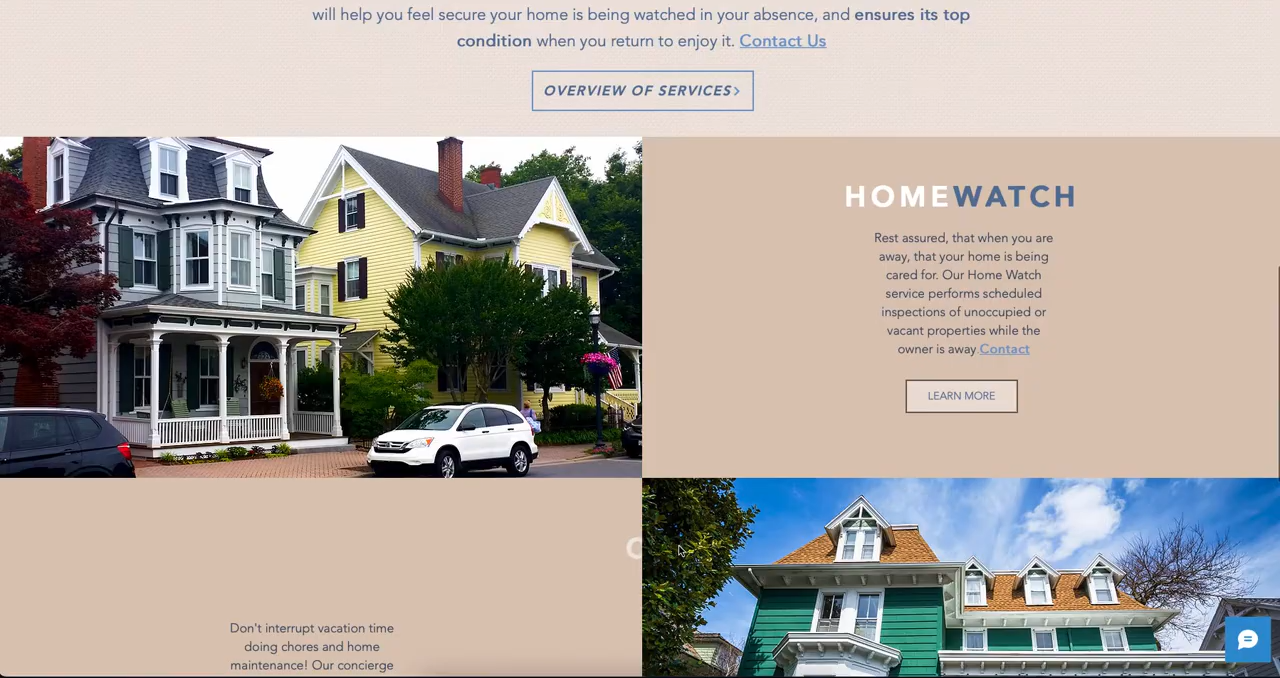 will help you feel secure your home is being watched in your absence, and ensures its top
condition when you return to enjoy it. Contact Us
OVERVIEW OF SERVICES>
HOMEWATCH
Rest assured, that when you are
away, that your home is being
cared for. Our Home Watch
service performs scheduled
inspections of unoccupied or
vacant properties while the
owner is away.Contact
LEARN MORE
Don't interrupt vacation time
doing chores and home
maintenance! Our concierge